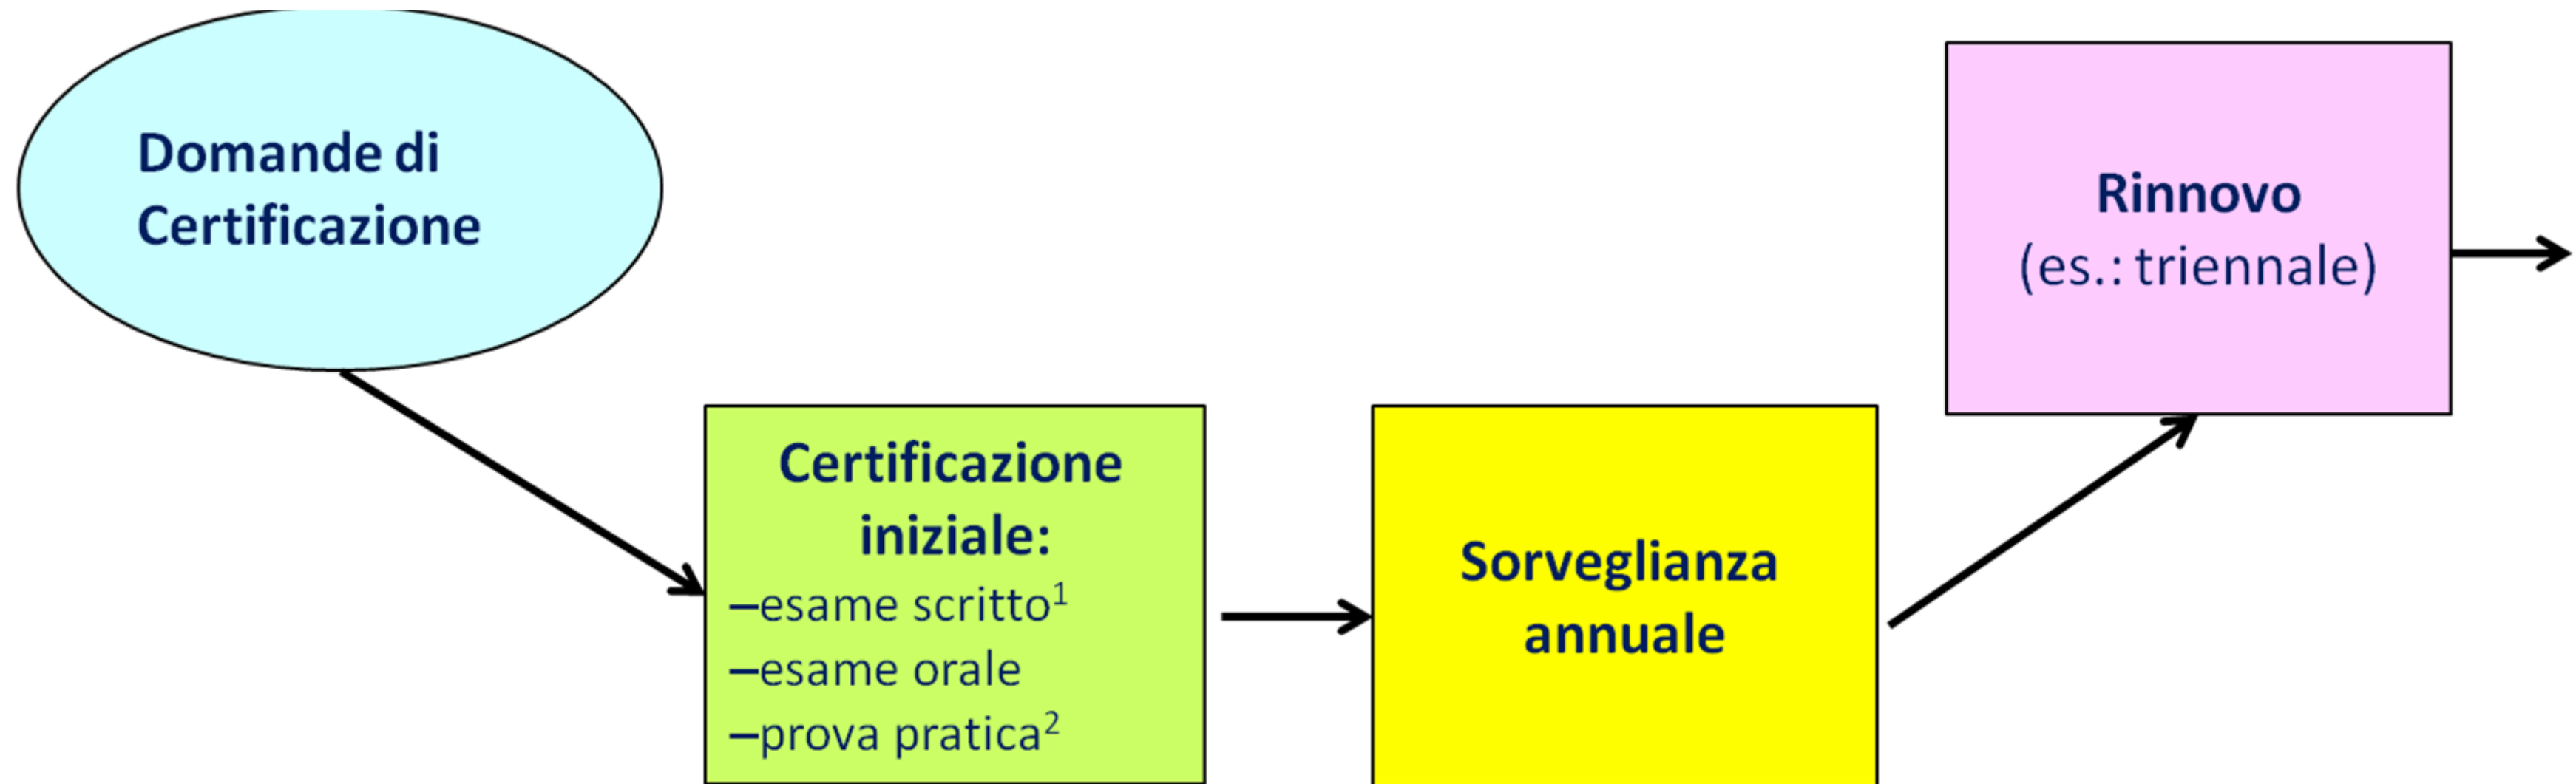 Domande di
Certificazione
Certificazione
iniziale:
–esame scritto¹
–esame orale
–prova pratica²
Sorveglianza
annuale
Rinnovo
(es.: triennale)